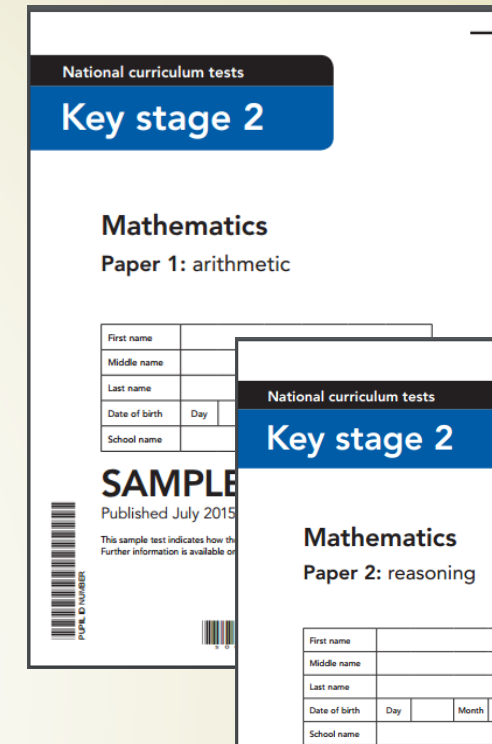 National curriculum tests
Key stage 2
Mathematics
Paper 1: arithmetic
First name
Middle name
Last name
Date of birth Day
School name
SAMPLE
Published July 2015
This sample test indicates how the
Further information is available on
PUPIL ID NUMBER
National curriculum tests
Key stage 2
Mathematics
Paper 2: reasoning
First name
Middle name
Last name
Date of birth Day Month
School name